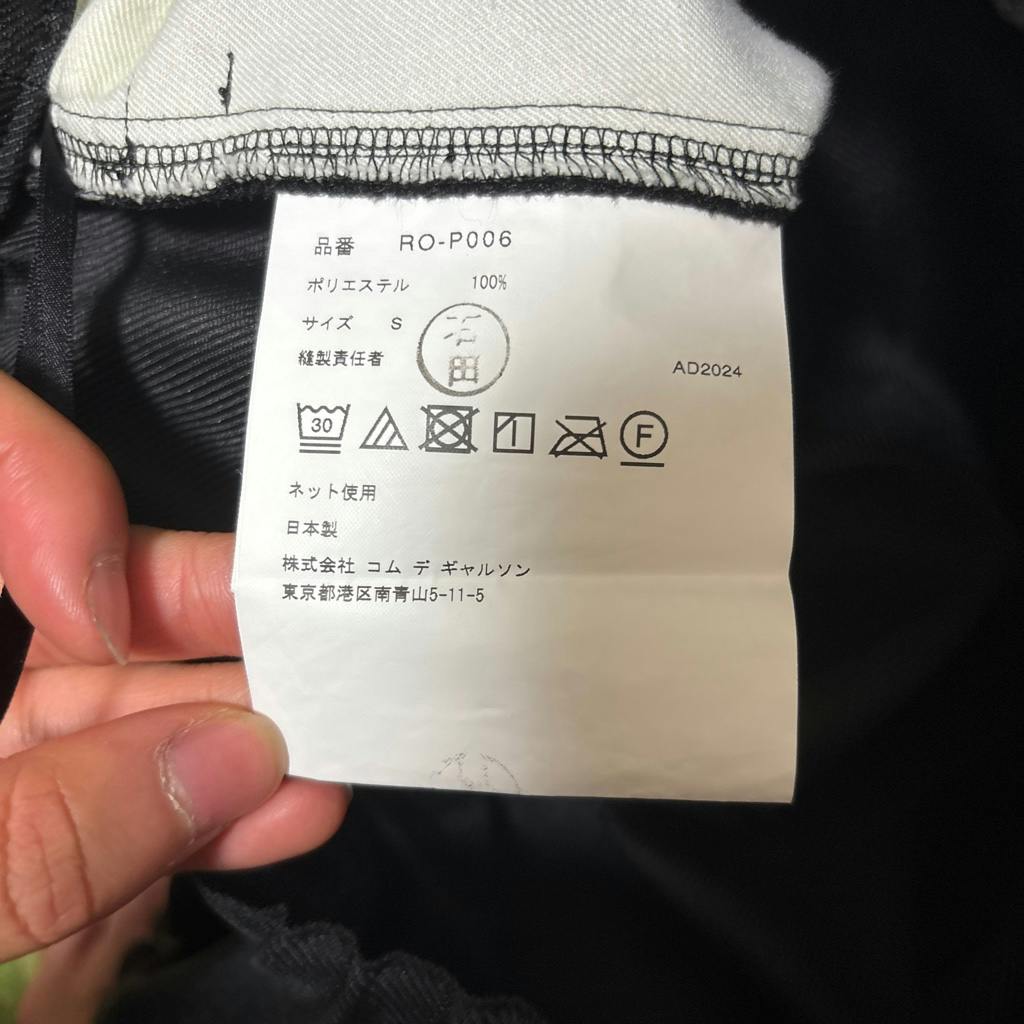 品番 RO-P006
ポリエステル 100%
サイズ S
縫製責任者
AD2024
30
F
ネット使用
日本製
株式会社 コム デ ギャルソン
東京都港区南青山5-11-5